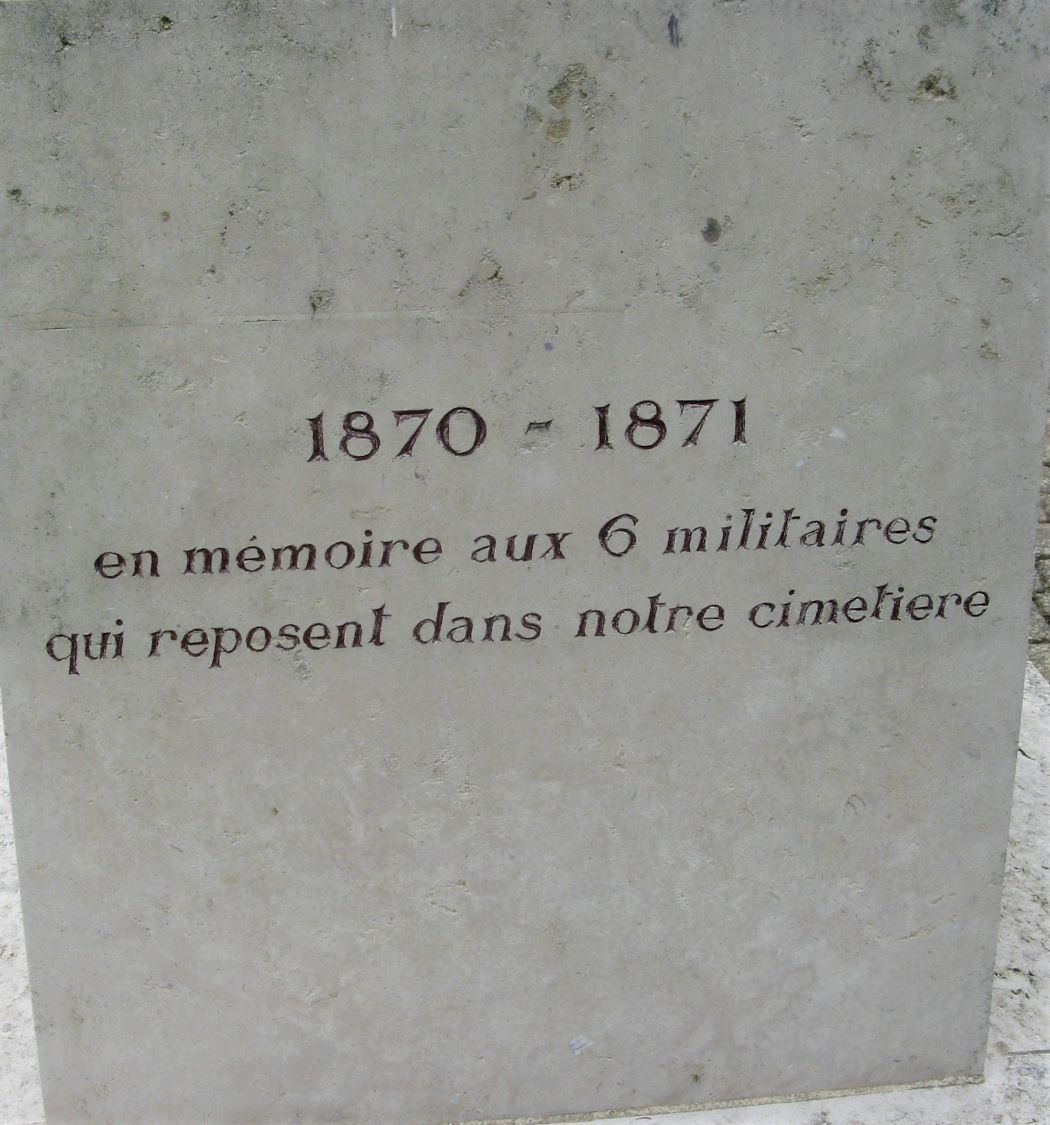 1870 - 1871
en mémoire aux 6 militaires
qui reposent dans notre cimetiere